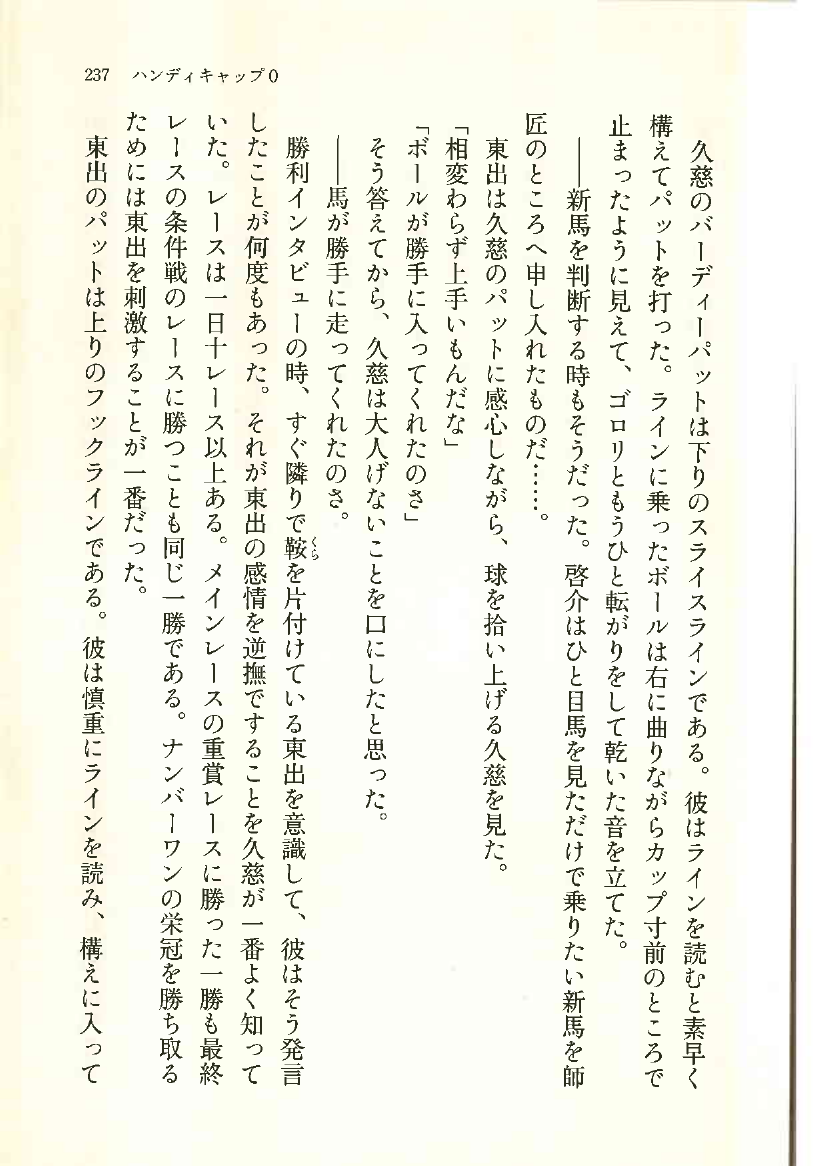 237 ハンディキャップ0
久慈のバーディーパットは下りのスライスラインである。彼はラインを読むと素早く
構えてパットを打った。ラインに乗ったボールは右に曲りながらカップ寸前のところで
止まったように見えて、ゴロリともうひと転がりをして乾いた音を立てた。
――新馬を判断する時もそうだった。啓介はひと目馬を見ただけで乗りたい新馬を師
匠のところへ申し入れたものだ……。
東出は久慈のパットに感心しながら、球を拾い上げる久慈を見た。
「相変わらず上手いもんだな」
「ボールが勝手に入ってくれたのさ」
そう答えてから、久慈は大人げないことを口にしたと思った。
――馬が勝手に走ってくれたのさ。
勝利インタビューの時、すぐ隣りで鞍くらを片付けている東出を意識して、彼はそう発言
したことが何度もあった。それが東出の感情を逆撫ですることを久慈が一番よく知って
いた。レースは一日十レース以上ある。メインレースの重賞レースに勝った一勝も最終
レースの条件戦のレースに勝つことも同じ一勝である。ナンバーワンの栄冠を勝ち取る
ためには東出を刺激することが一番だった。
東出のパットは上りのフックラインである。彼は慎重にラインを読み、構えに入って